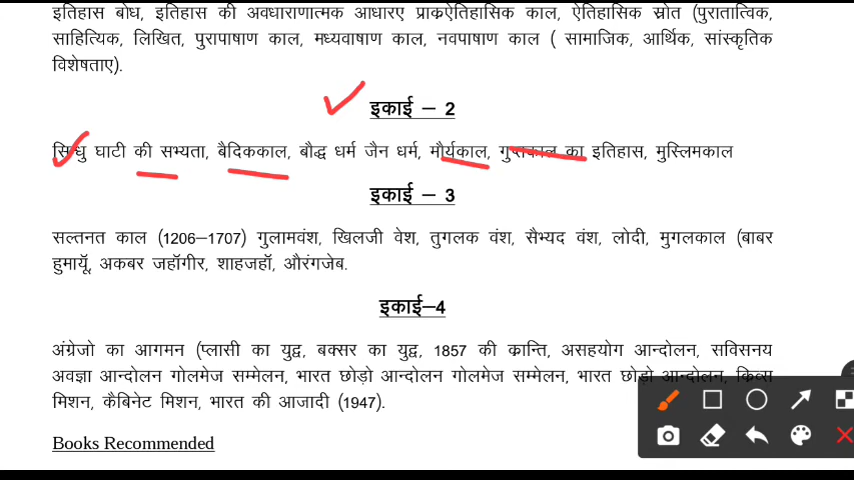 इतिहास बोध, इतिहास की अवधाराणात्मक आधारए प्राक्ऐतिहासिक काल, ऐतिहासिक स्रोत (पुरातात्विक,
साहित्यिक, लिखित, पुरापाषाण काल, मध्यवाषाण काल, नवपाषाण काल ( सामाजिक, आर्थिक, सांस्कृतिक
विशेषताए).
इकाई – 2
घाटी की सभ्यता, बैदिककाल, बौद्ध धर्म जैन धर्म, मौर्यकाल, गुप्तकाल का इतिहास, मुस्लिमकाल
इकाई – 3
सल्तनत काल (1206–1707) गुलामवंश, खिलजी वेश, तुगलक वंश, सैभ्यद वंश, लोदी, मुगलकाल (बाबर
हुमायूॅ, अकबर जहॉगीर, शाहजहॉ, औरंगजेब.
इकाई–4
अंग्रेजो का आगमन (प्लासी का युद्व, बक्सर का युद्व, 1857 की क्रान्ति, असहयोग आन्दोलन, सविसनय
अवज्ञा आन्दोलन गोलमेज सम्मेलन, भारत छोड़ो आन्दोलन गोलमेज सम्मेलन, भारत छोड़ो आन्दोलन, क्रिप्स
मिशन, कैबिनेट मिशन, भारत की आजादी (1947).
Books Recommended